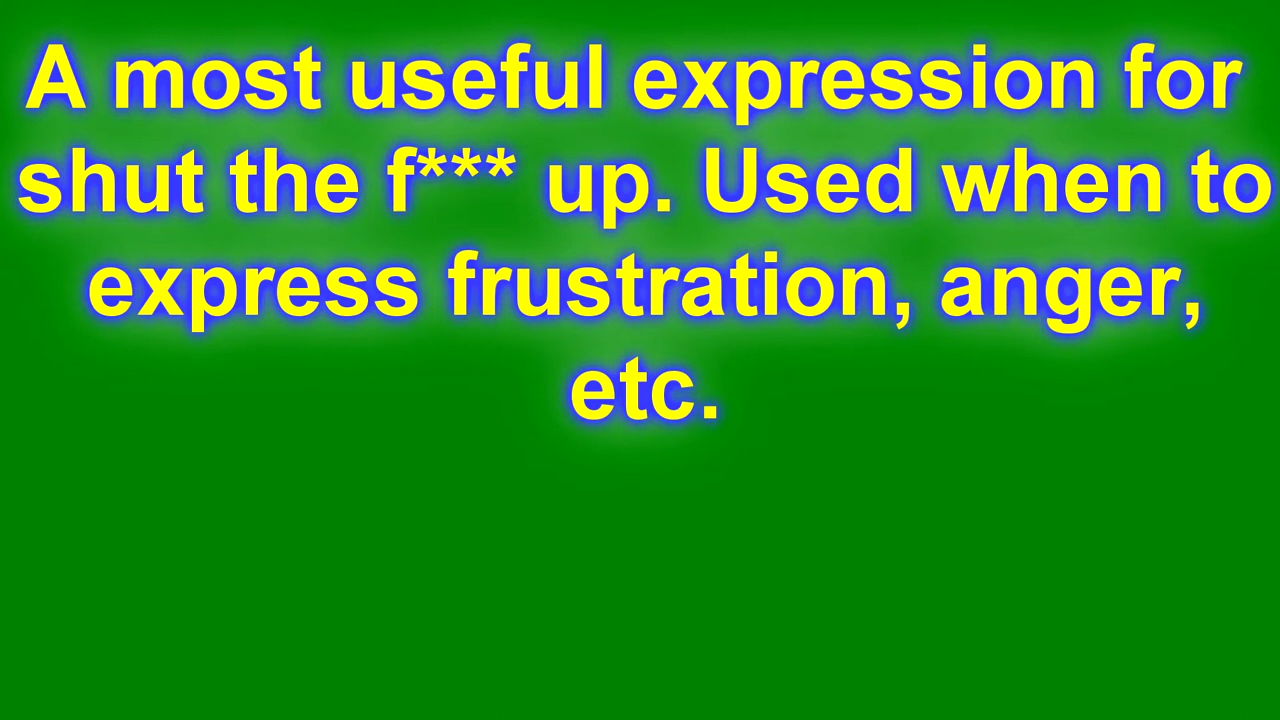 A most useful expression for
shut the f*** up. Used when to
express frustration, anger,
etc.